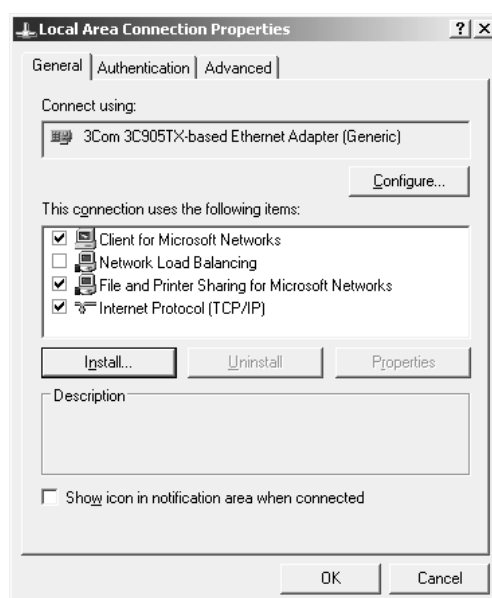 Local Area Connection Properties ? X
General Authentication Advanced
Connect using:
3Com 3C905TX-based Ethernet Adapter (Generic)
Configure...
This connection uses the following items:
Client for Microsoft Networks
Network Load Balancing
File and Printer Sharing for Microsoft Networks
Internet Protocol (TCP/IP)
Install... Uninstall Properties
Description
Show icon in notification area when connected
OK Cancel